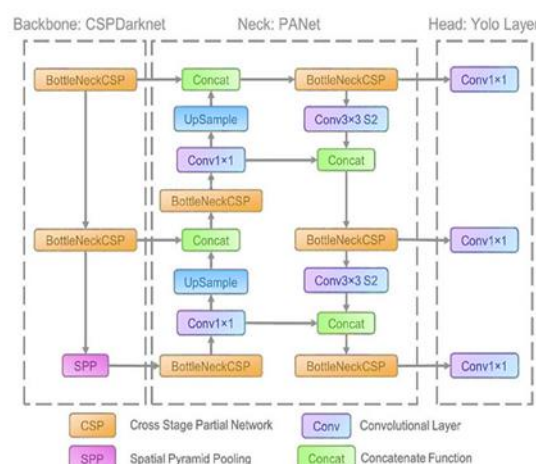 Backbone: CSPDarknet Neck: PANet Head: Yolo Layer
BottleNeckCSP Concat BottleNeckCSP Conv1×1
UpSample Conv3×3 S2
Conv1×1 Concat
BottleNeckCSP
BottleNeckCSP Concat BottleNeckCSP Conv1×1
UpSample Conv3×3 S2
Conv1×1 Concat
SPP BottleNeckCSP BottleNeckCSP Conv1×1
CSP Cross Stage Partial Network Conv Convolutional Layer
SPP Spatial Pyramid Pooling Concat Concatenate Function